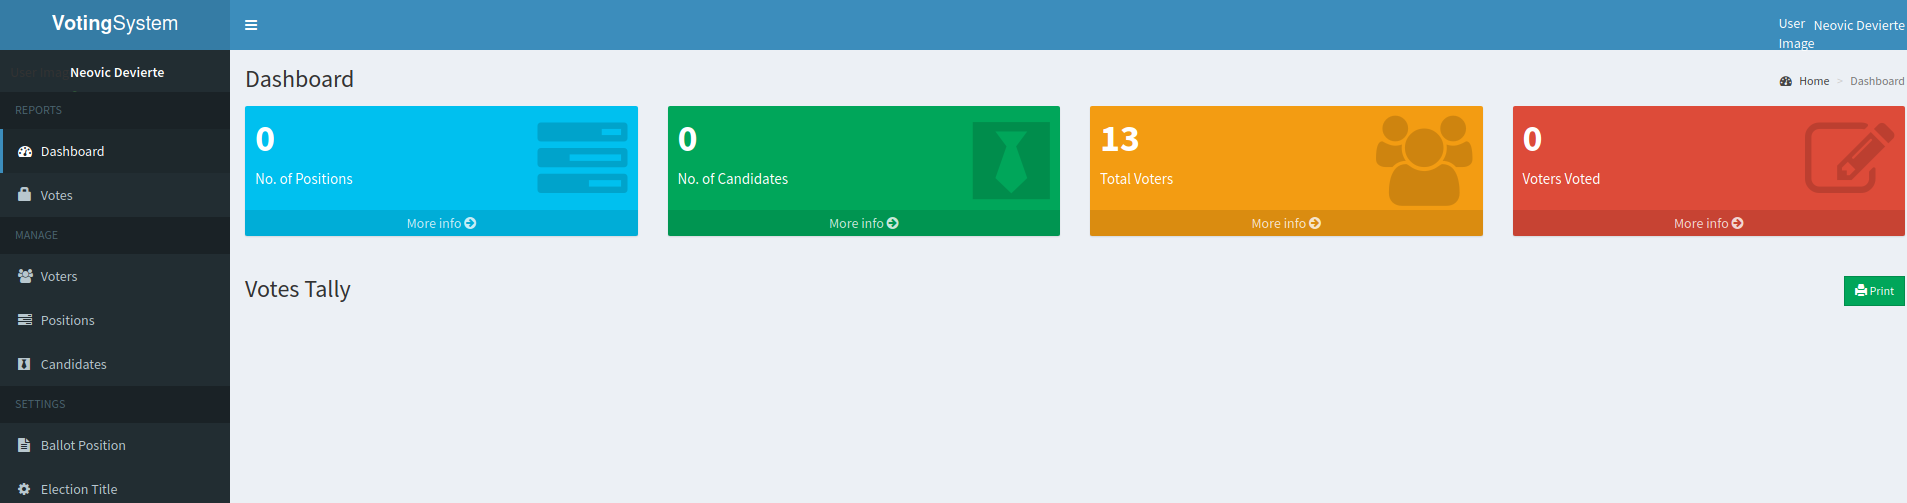 VotingSystem
User Image
Neovic Devierte
Neovic Devierte
REPORTS
Dashboard
Votes
MANAGE
Voters
Positions
Candidates
SETTINGS
Ballot Position
Election Title
Dashboard
Home > Dashboard
0
No. of Positions
More info
0
No. of Candidates
More info
13
Total Voters
More info
0
Voters Voted
More info
Votes Tally
Print